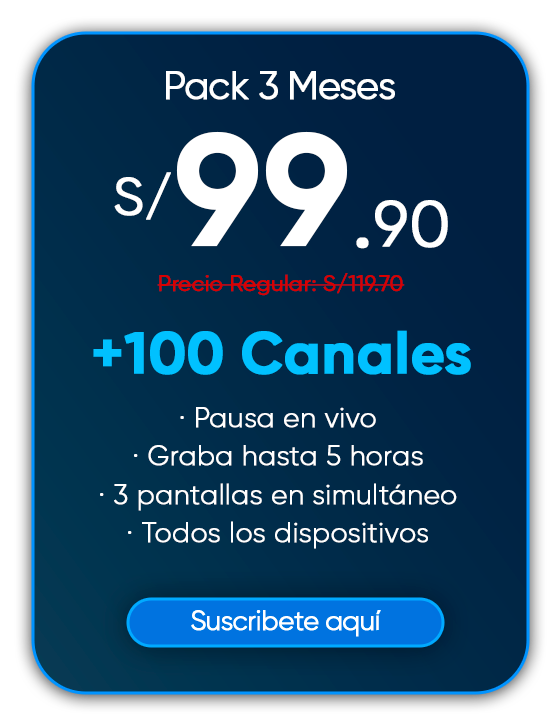 Pack 3 Meses
S/99.90
Precio Regular: S/119.70
+100 Canales
· Pausa en vivo
· Graba hasta 5 horas
· 3 pantallas en simultáneo
· Todos los dispositivos
Suscribete aquí